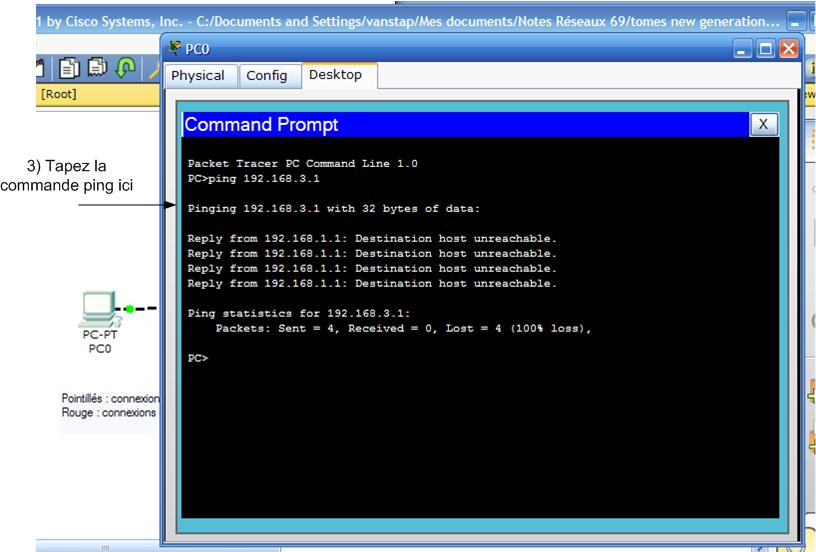 1 by Cisco Systems, Inc. - C:/Documents and Settings/vanstap/Mes documents/Notes Réseaux 69/tomes new generation...
PC0
Physical
Config
Desktop
[Root]
Command Prompt
X
3) Tapez la
commande ping ici
Packet Tracer PC Command Line 1.0
PC>ping 192.168.3.1
Pinging 192.168.3.1 with 32 bytes of data:
Reply from 192.168.1.1: Destination host unreachable.
Reply from 192.168.1.1: Destination host unreachable.
Reply from 192.168.1.1: Destination host unreachable.
Reply from 192.168.1.1: Destination host unreachable.
Ping statistics for 192.168.3.1:
Packets: Sent = 4, Received = 0, Lost = 4 (100% loss),
PC>
PC-PT
PC0
Pointillés : connexion
Rouge : connexions